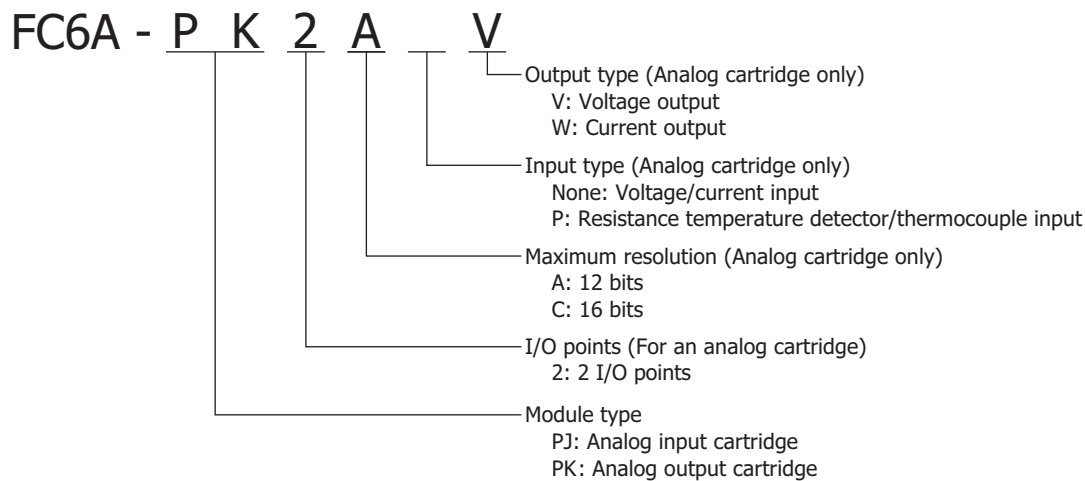 FC6A - P K 2 A V
Output type (Analog cartridge only)
V: Voltage output
W: Current output
Input type (Analog cartridge only)
None: Voltage/current input
P: Resistance temperature detector/thermocouple input
Maximum resolution (Analog cartridge only)
A: 12 bits
C: 16 bits
I/O points (For an analog cartridge)
2: 2 I/O points
Module type
PJ: Analog input cartridge
PK: Analog output cartridge